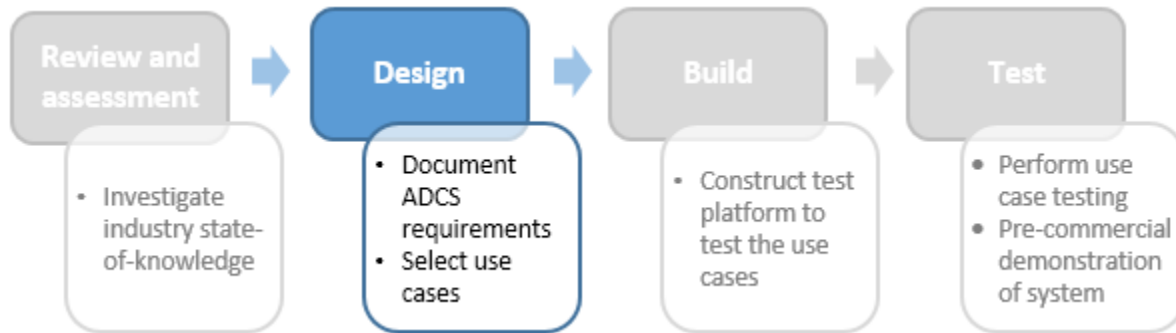 Review and
assessment
• Investigate
industry state-
of-knowledge
Design
• Document
ADCS
requirements
• Select use
cases
Build
• Construct test
platform to
test the use
cases
Test
• Perform use
case testing
• Pre-commercial
demonstration
of system